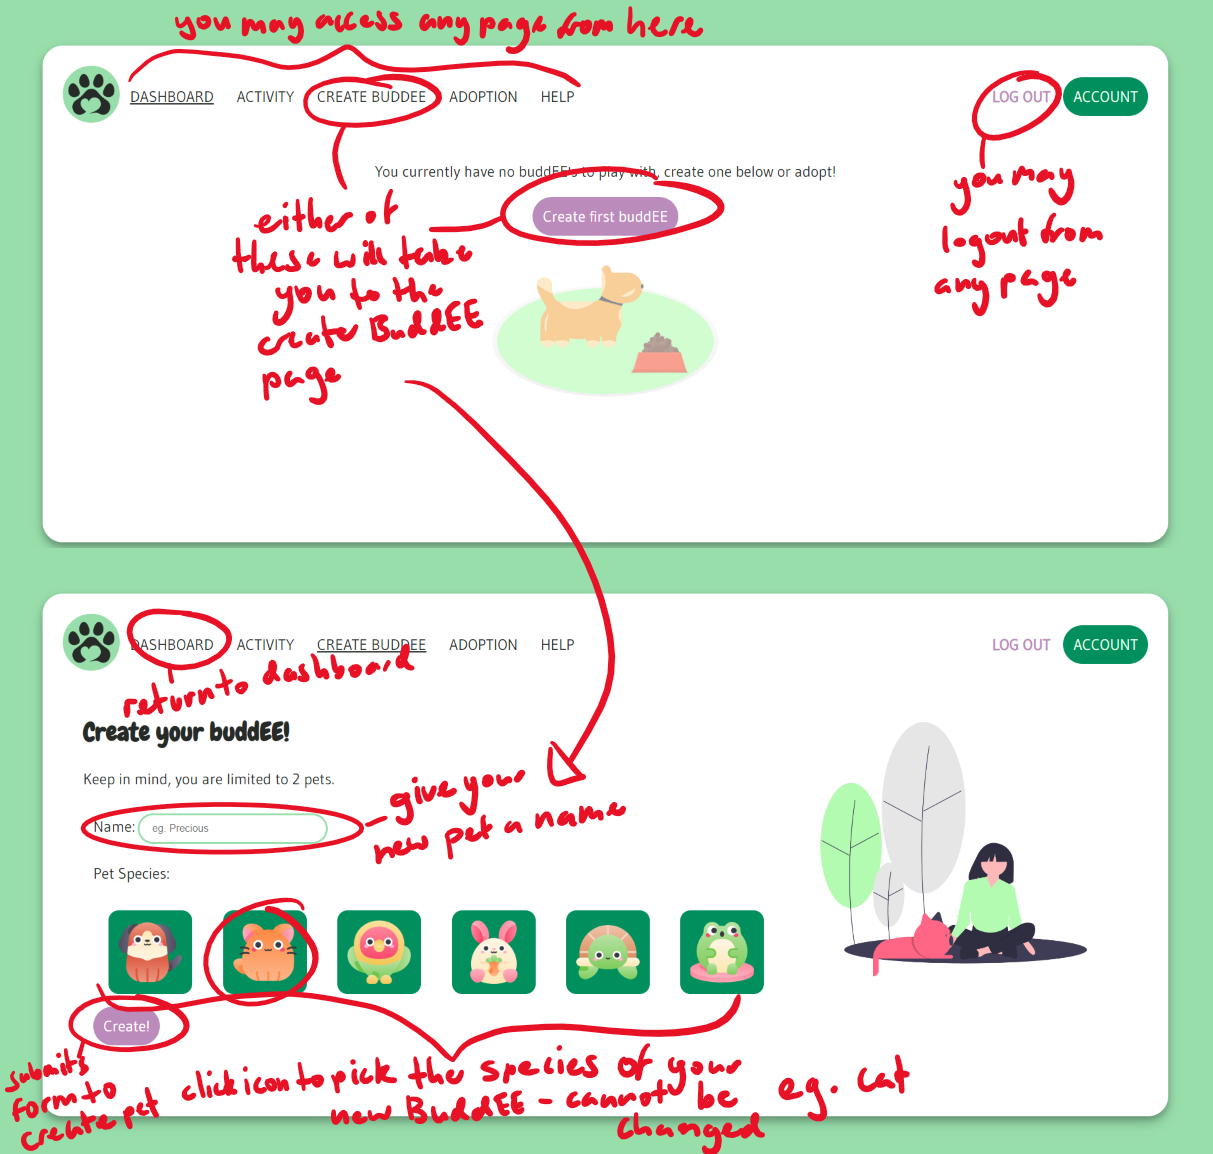 you may access any page from here
DASHBOARD ACTIVITY CREATE BUDDEE ADOPTION HELP LOG OUT ACCOUNT
You currently have no buddEE's to play with, create one below or adopt!
Create first buddEE
either of
these will take
you to the
create BuddEE
page
you may
logout from
any page
DASHBOARD ACTIVITY CREATE BUDDEE ADOPTION HELP LOG OUT ACCOUNT
return to dashboard
Create your buddEE!
Keep in mind, you are limited to 2 pets.
Name: eg. Precious
give your
new pet a name
Pet Species:
Create!
submits
form to
create pet
click icon to pick the species of your
new BuddEE - cannot be
changed
eg. cat